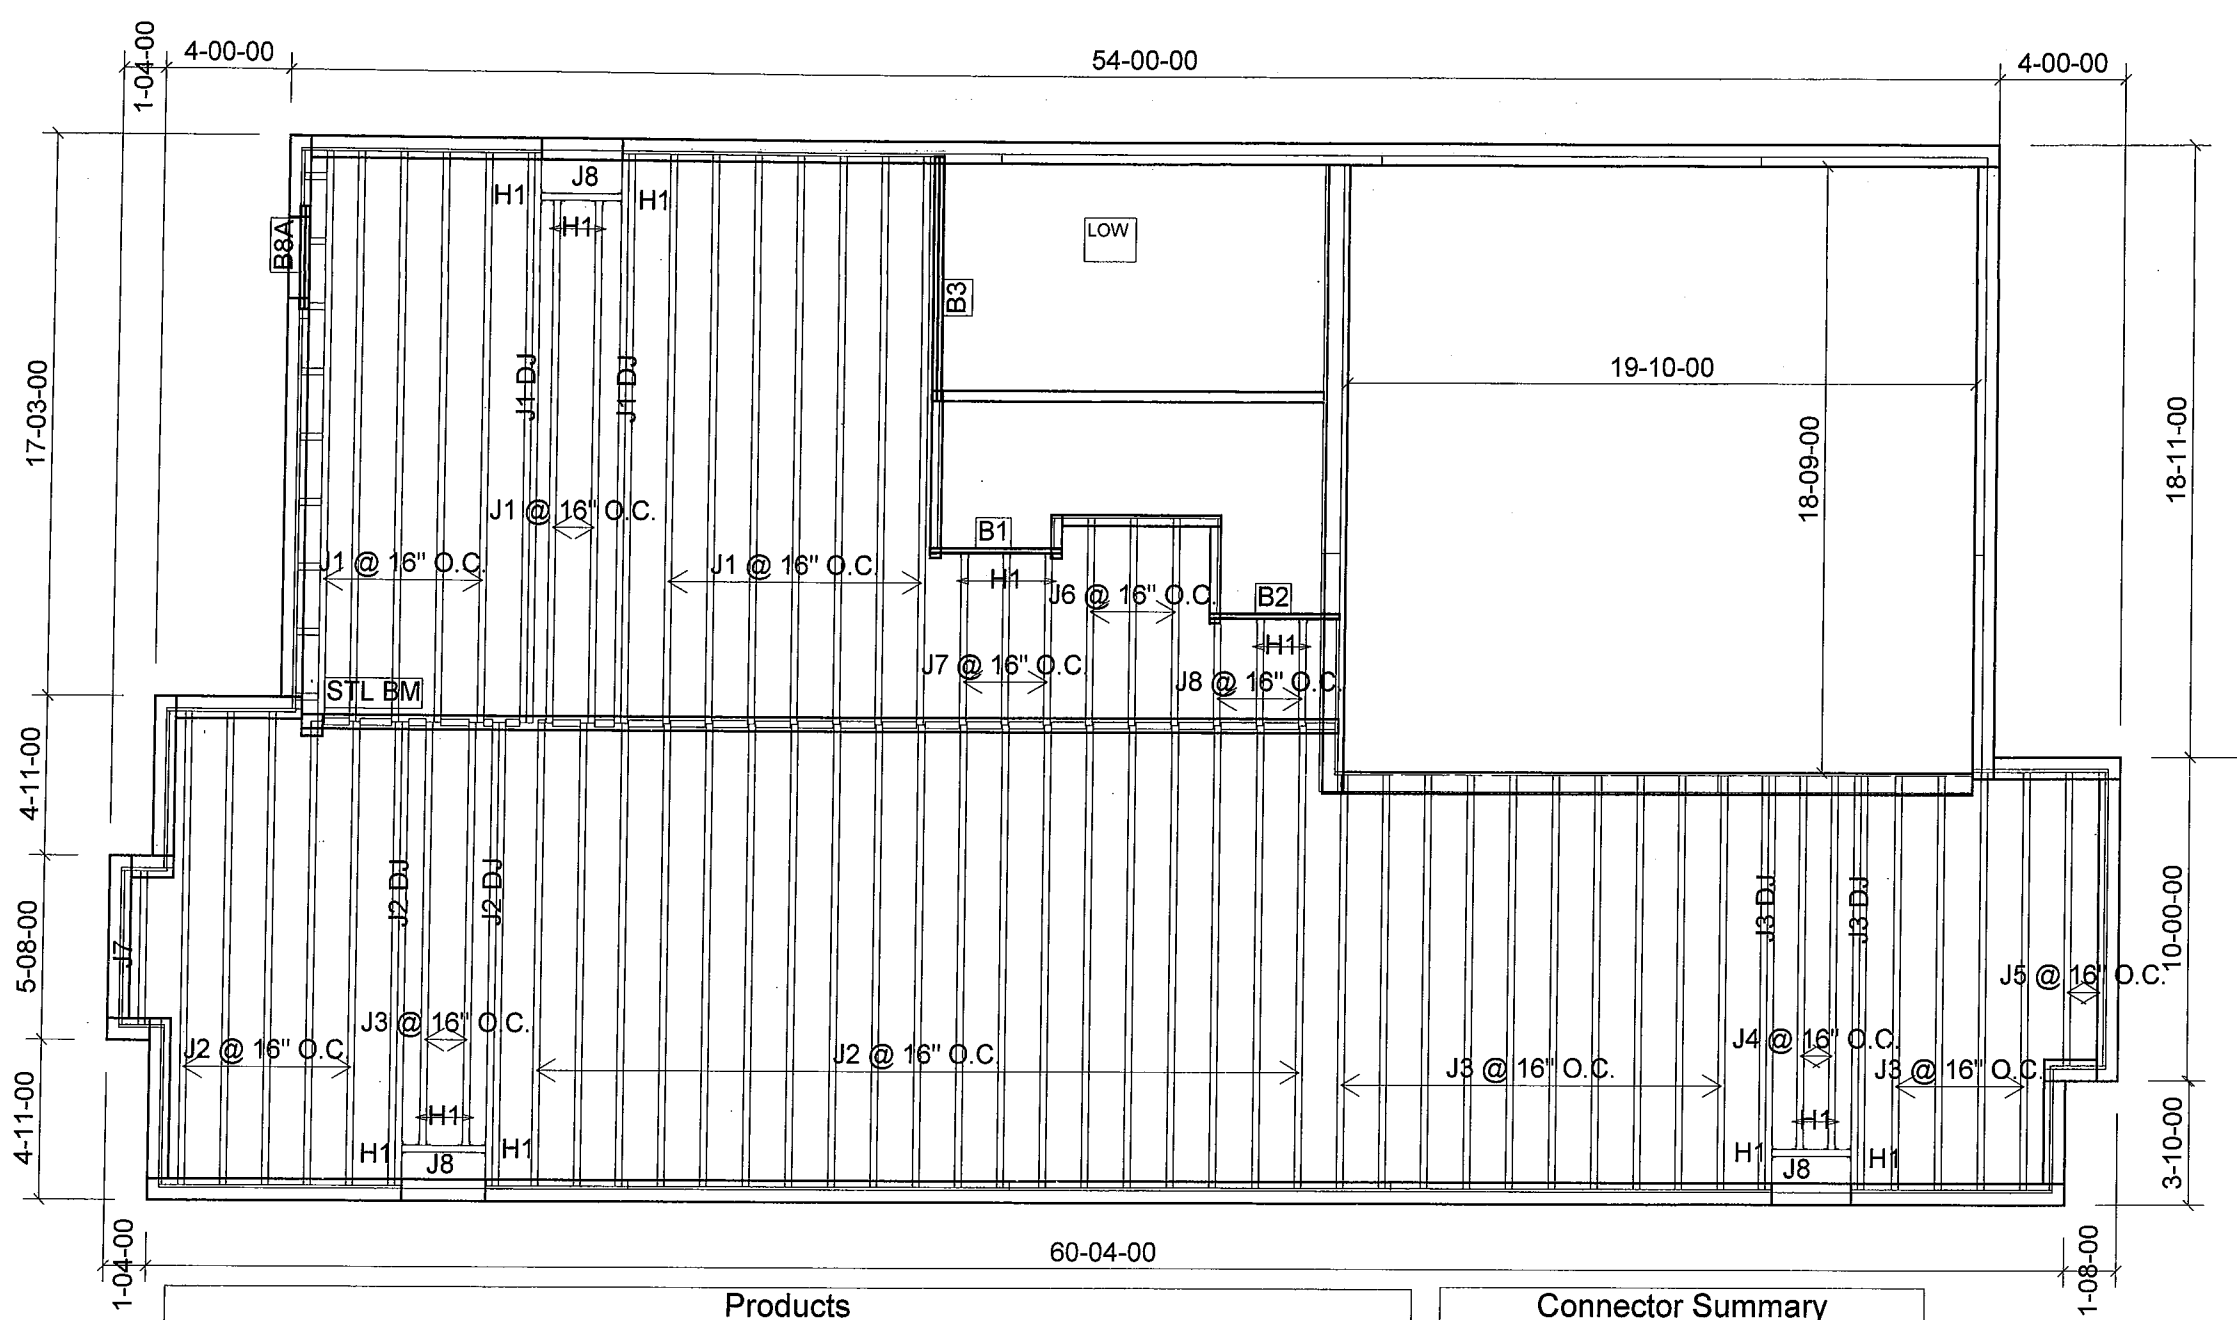 1-04-00
4-00-00
54-00-00
4-00-00
J8
H1
H1
H1
B8A
LOW
B3
17-03-00
J1 DJ
J1 DJ
19-10-00
18-09-00
18-11-00
J1 @ 16" O.C.
J1 @ 16" O.C.
J1 @ 16" O.C.
B1
H1
J6 @ 16" O.C.
B2
H1
J7 @ 16" O.C.
J8 @ 16" O.C.
STL BM
4-11-00
J2 DJ
J2 DJ
J3 DJ
J3 DJ
5-08-00
J7
10-00-00
J5 @ 16" O.C.
J3 @ 16" O.C.
J2 @ 16" O.C.
J2 @ 16" O.C.
J4 @ 16" O.C.
J3 @ 16" O.C.
J3 @ 16" O.C.
4-11-00
H1
H1
H1
J8
H1
H1
H1
J8
3-10-00
1-04-00
60-04-00
1-08-00
Products
Connector Summary